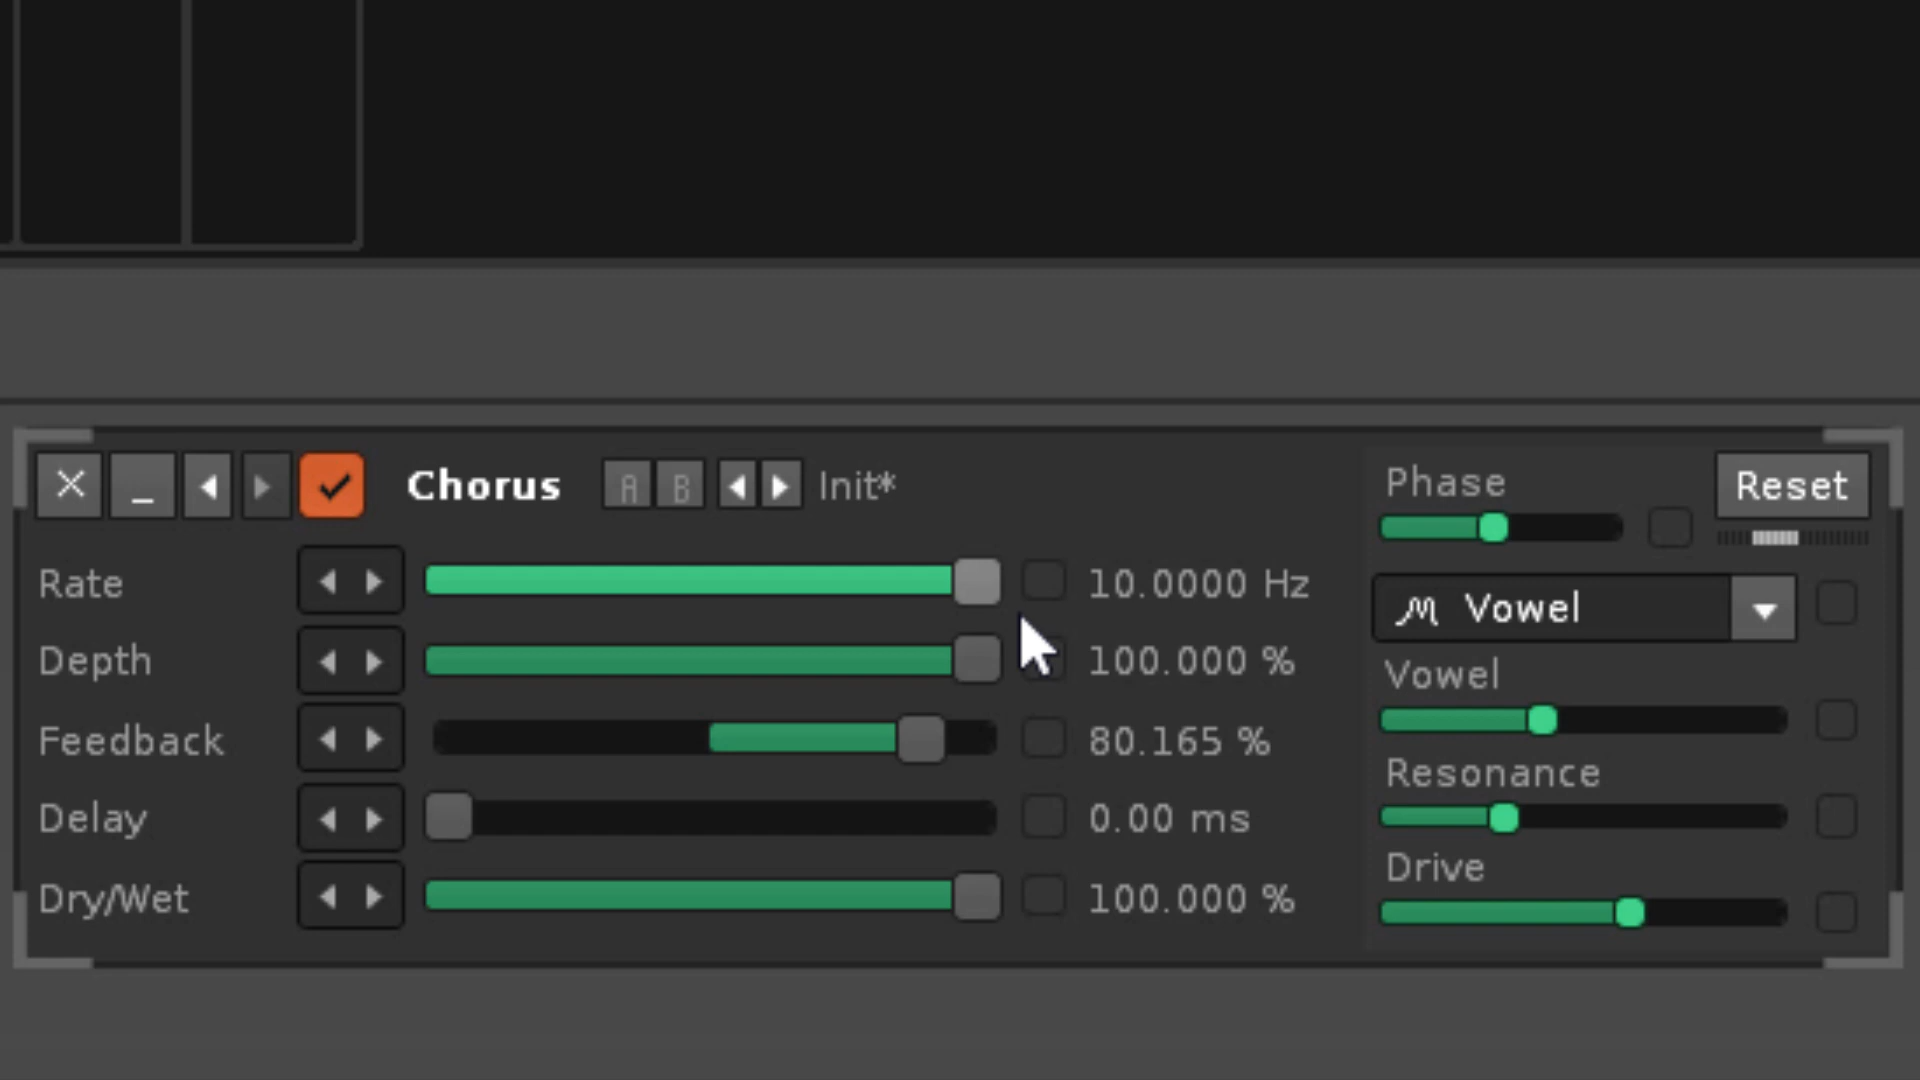 Chorus A B Init*
Rate 10.0000 Hz
Depth 100.000 %
Feedback 80.165 %
Delay 0.00 ms
Dry/Wet 100.000 %
Phase Reset
Vowel
Vowel
Resonance
Drive